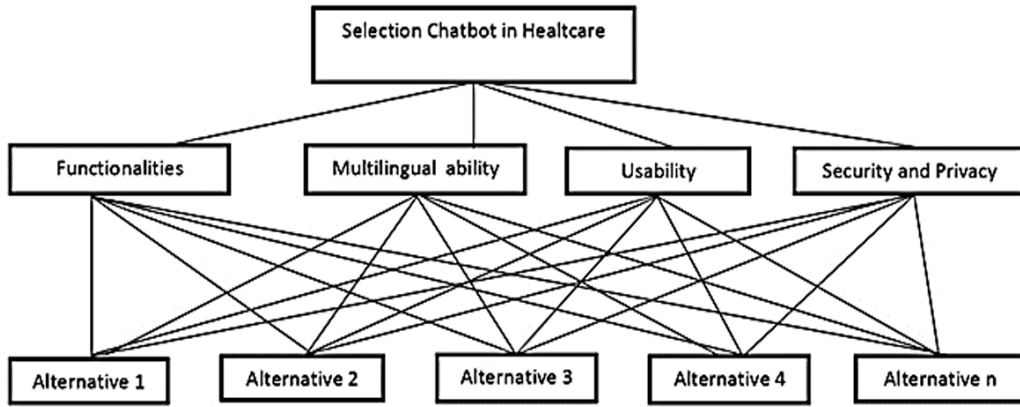 Selection Chatbot in Healtcare
Functionalities
Multilingual ability
Usability
Security and Privacy
Alternative 1
Alternative 2
Alternative 3
Alternative 4
Alternative n